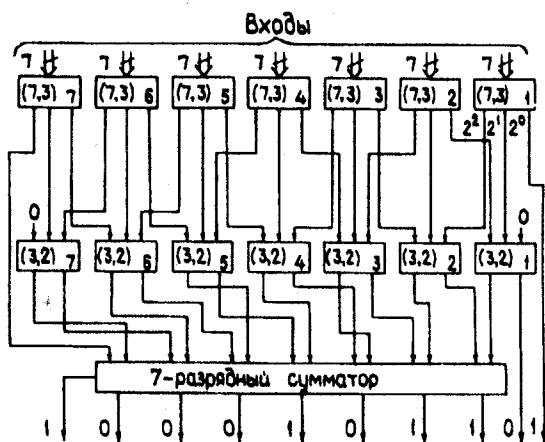 Входы
7 7 7 7 7 7 7
(7,3) 7 (7,3) 6 (7,3) 5 (7,3) 4 (7,3) 3 (7,3) 2 (7,3) 1
2² 2¹ 2⁰
0 0
(3,2) 7 (3,2) 6 (3,2) 5 (3,2) 4 (3,2) 3 (3,2) 2 (3,2) 1
7-разрядный сумматор
1 0 0 1 0 1 1 0 1